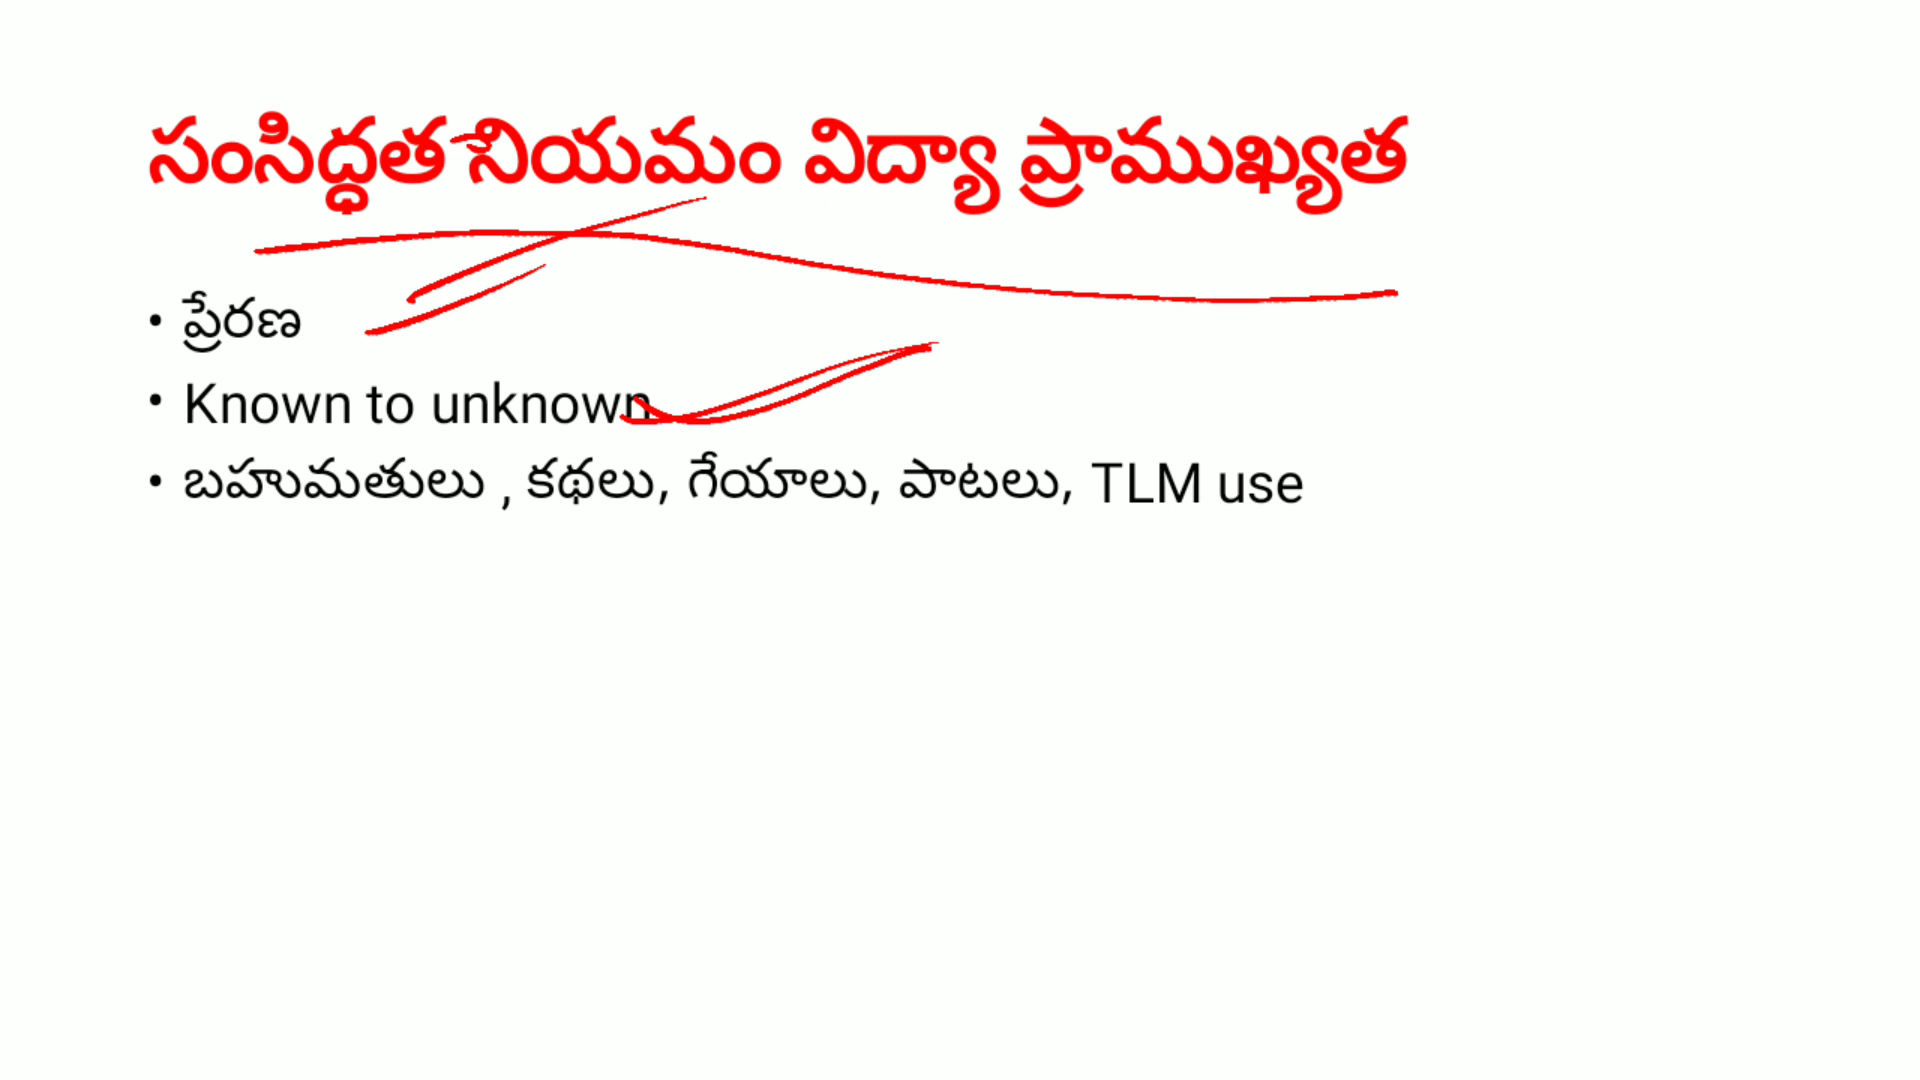 సంసిద్ధత నియమం విద్యా ప్రాముఖ్యత
• ప్రేరణ
• Known to unknown
• బహుమతులు , కథలు, గేయాలు, పాటలు, TLM use